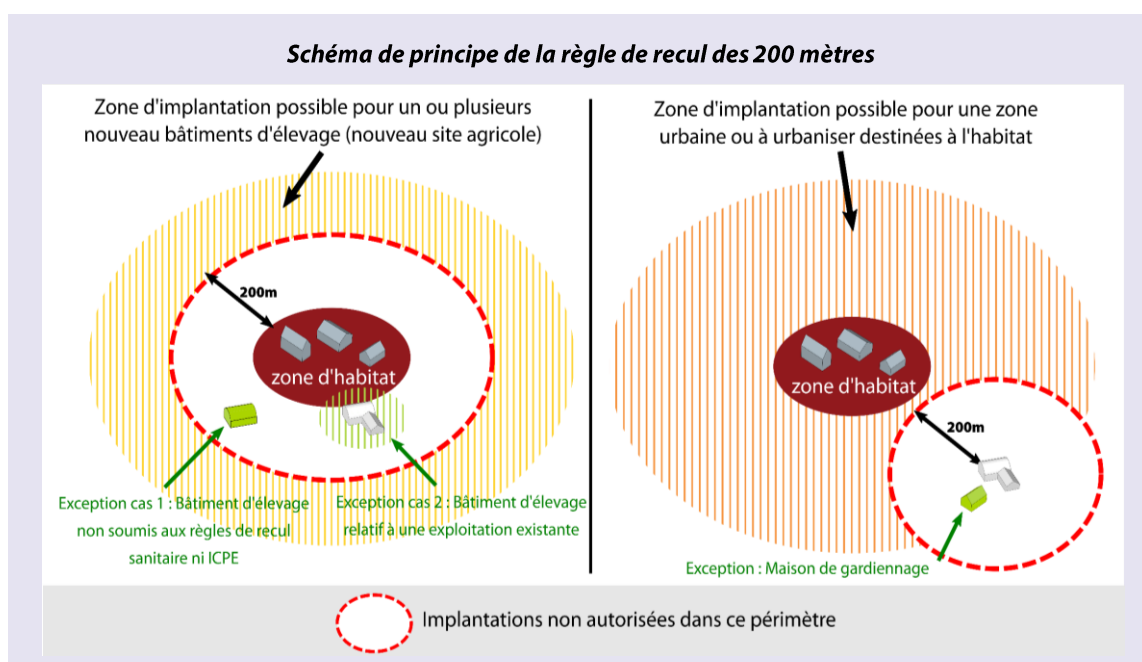 Schéma de principe de la règle de recul des 200 mètres
Zone d'implantation possible pour un ou plusieurs
nouveau bâtiments d'élevage (nouveau site agricole)
200m
zone d'habitat
Exception cas 1 : Bâtiment d'élevage
non soumis aux règles de recul
sanitaire ni ICPE
Exception cas 2 : Bâtiment d'élevage
relatif à une exploitation existante
Zone d'implantation possible pour une zone
urbaine ou à urbaniser destinées à l'habitat
zone d'habitat
200m
Exception : Maison de gardiennage
Implantations non autorisées dans ce périmètre